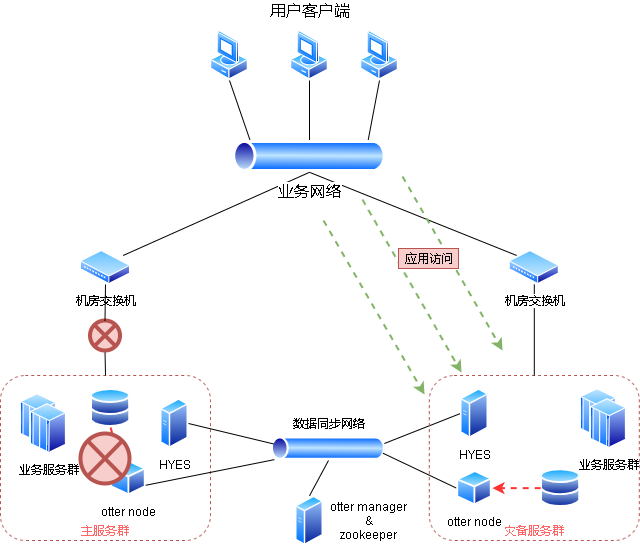 用户客户端
业务网络
应用访问
机房交换机
机房交换机
数据同步网络
业务服务群
HYES
otter node
主服务群
otter manager
&
zookeeper
HYES
业务服务群
otter node
灾备服务群